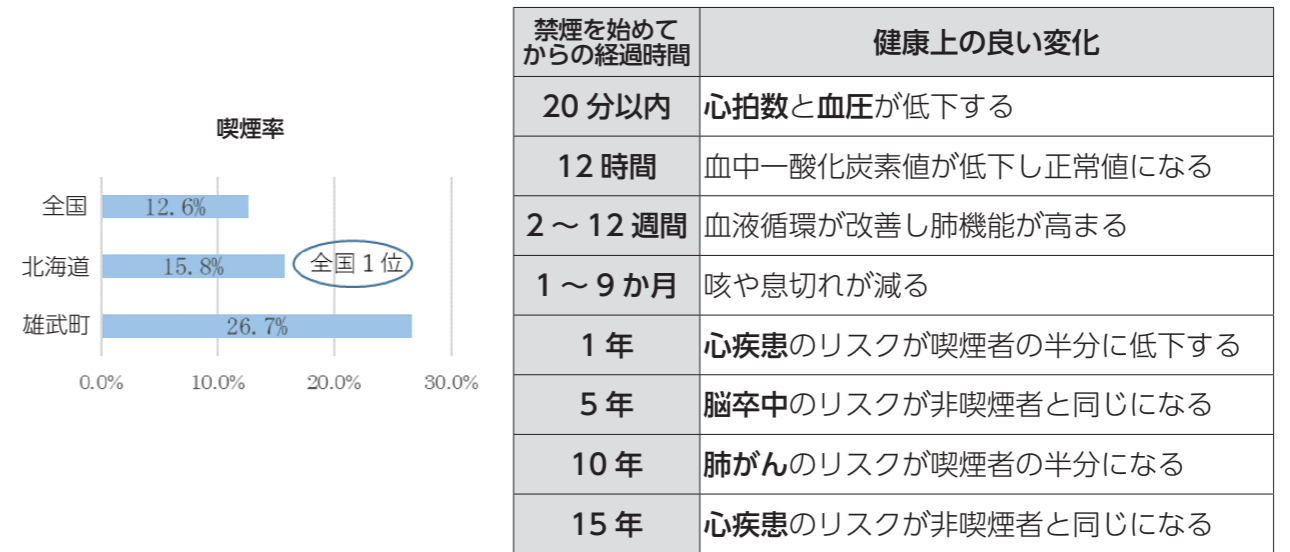 喫煙率
全国
12.6%
北海道
15.8%
全国1位
雄武町
26.7%
0.0% 10.0% 20.0% 30.0%
禁煙を始めて
からの経過時間
健康上の良い変化
20分以内 心拍数と血圧が低下する
12時間 血中一酸化炭素値が低下し正常値になる
2～12週間 血液循環が改善し肺機能が高まる
1～9か月 咳や息切れが減る
1年 心疾患のリスクが喫煙者の半分に低下する
5年 脳卒中のリスクが非喫煙者と同じになる
10年 肺がんのリスクが喫煙者の半分になる
15年 心疾患のリスクが非喫煙者と同じになる